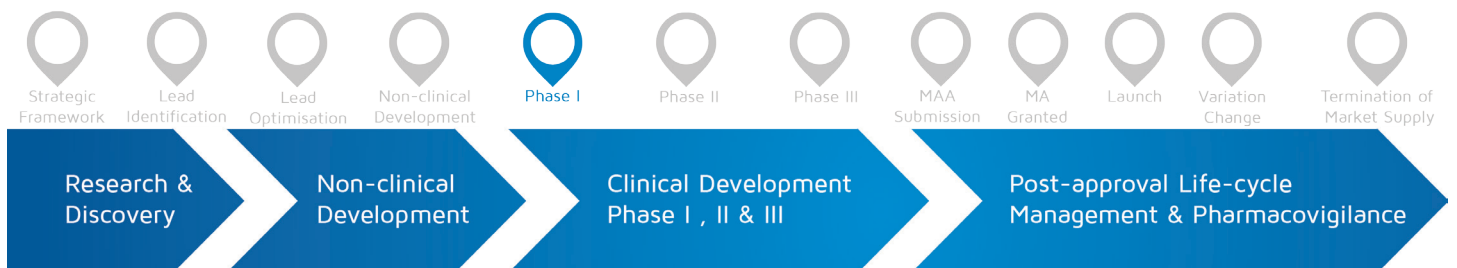 Strategic
Framework
Lead
Identification
Lead
Optimisation
Non-clinical
Development
Phase I
Phase II
Phase III
MAA
Submission
MA
Granted
Launch
Variation
Change
Termination of
Market Supply
Research &
Discovery
Non-clinical
Development
Clinical Development
Phase I , II & III
Post-approval Life-cycle
Management & Pharmacovigilance